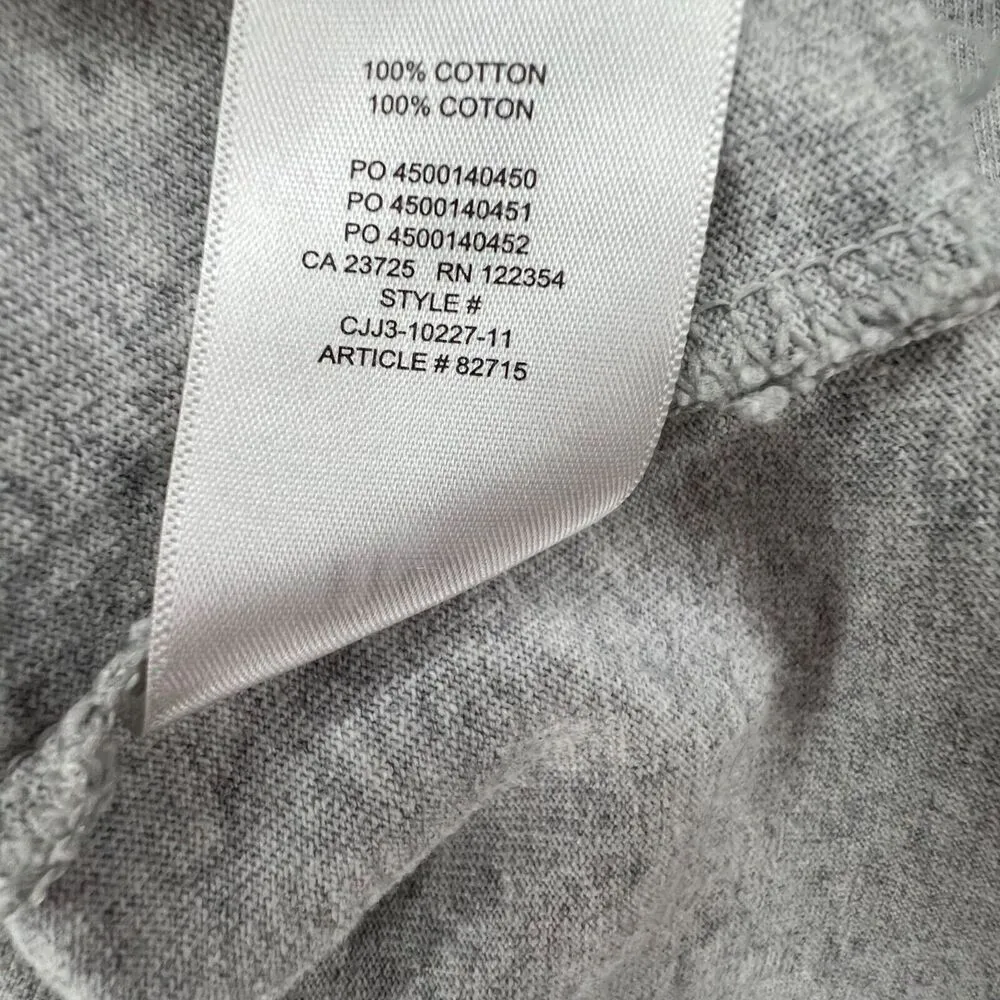 100% COTTON
100% COTON
PO 4500140450
PO 4500140451
PO 4500140452
CA 23725 RN 122354
STYLE #
CJJ3-10227-11
ARTICLE # 82715